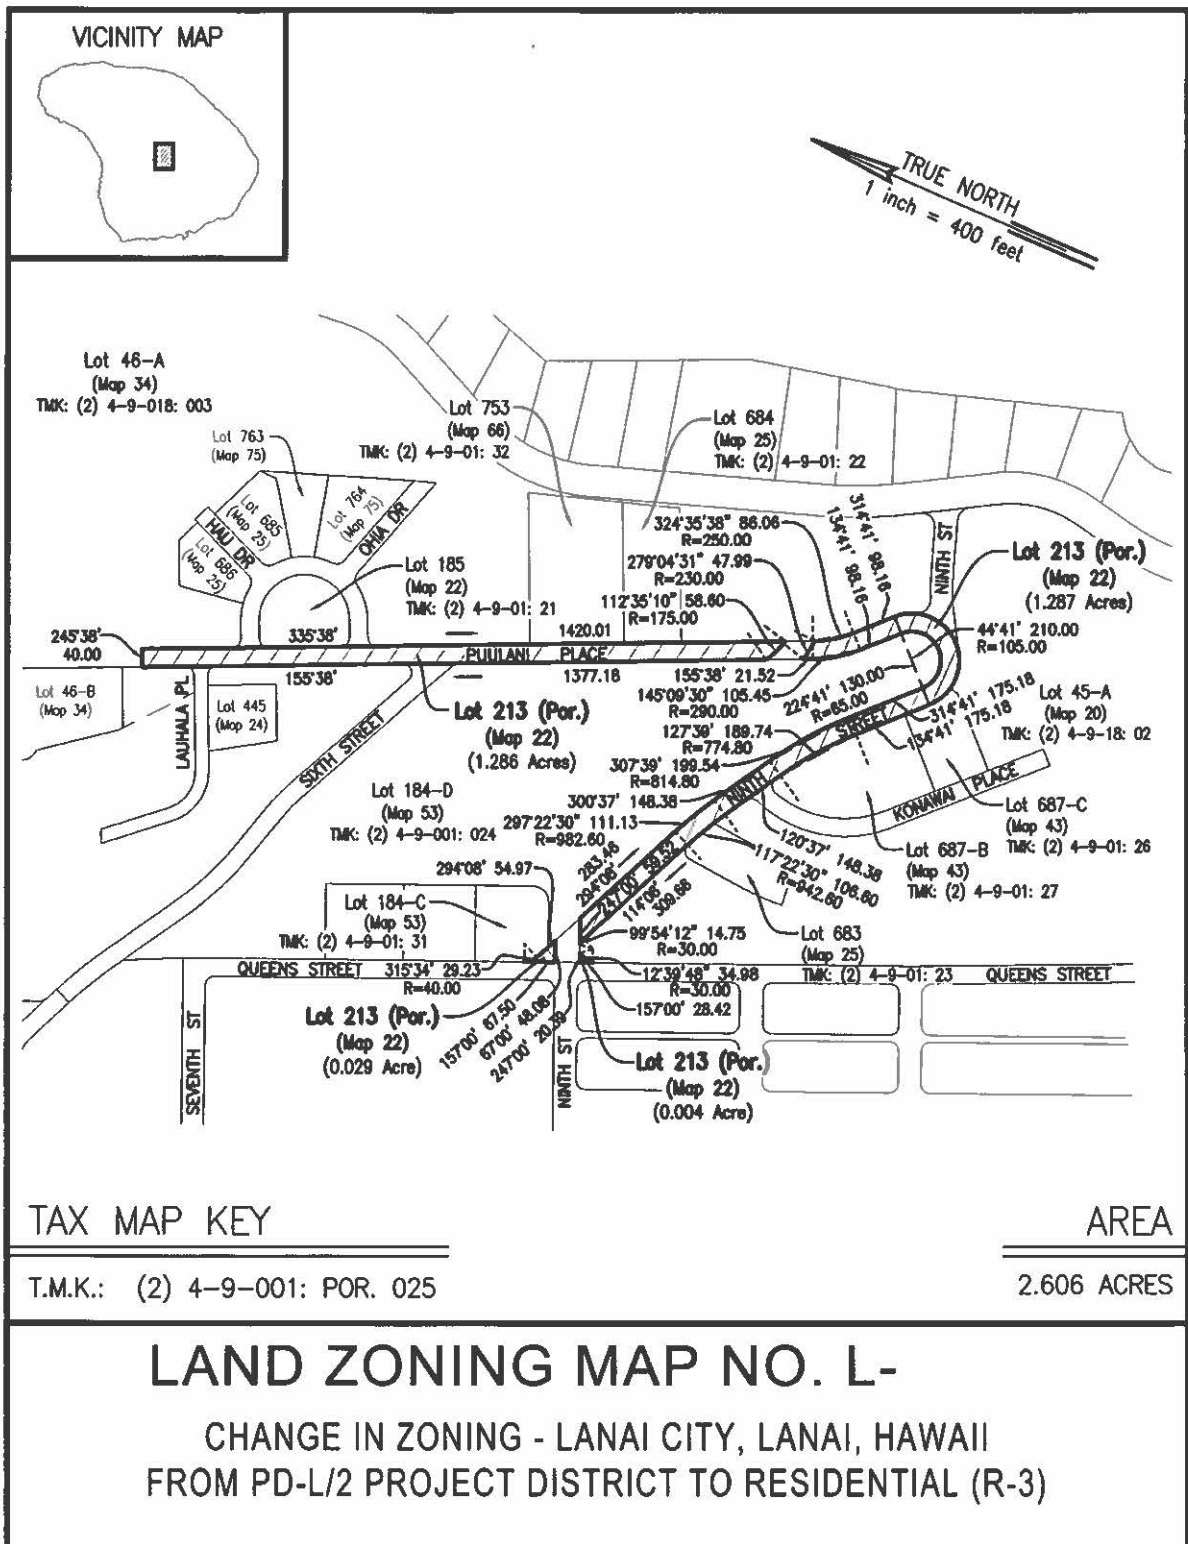 VICINITY MAP
TRUE NORTH
1 inch = 400 feet
Lot 46-A
(Map 34)
TMK: (2) 4-9-018: 003
Lot 763
(Map 75)
Lot 753
(Map 66)
TMK: (2) 4-9-01: 32
Lot 684
(Map 25)
TMK: (2) 4-9-01: 22
Lot 685
(Map 25)
Lot 764
(Map 75)
HAU DR
OHIA DR
Lot 686
(Map 25)
Lot 185
(Map 22)
TMK: (2) 4-9-01: 21
324°35'38" 86.06
R=250.00
314°41' 98.16
134°41' 98.16
279°04'31" 47.99
R=230.00
112°35'10" 58.60
R=175.00
NINTH ST
Lot 213 (Por.)
(Map 22)
(1.287 Acres)
245°38'
40.00
335°38'
1420.01
PUULANI PLACE
155°38'
1377.18
155°38' 21.52
145°09'30" 105.45
R=290.00
44°41' 210.00
R=105.00
224°41' 130.00
R=65.00
Lot 46-B
(Map 34)
LAUHALA PL
Lot 445
(Map 24)
SIXTH STREET
Lot 213 (Por.)
(Map 22)
(1.286 Acres)
127°39' 189.74
R=774.80
307°39' 199.54
R=814.80
314°41' 175.18
134°41' 175.18
Lot 45-A
(Map 20)
TMK: (2) 4-9-18: 02
NINTH STREET
KONAWAI PLACE
Lot 184-D
(Map 53)
TMK: (2) 4-9-001: 024
300°37' 148.38
297°22'30" 111.13
R=982.60
Lot 687-C
(Map 43)
TMK: (2) 4-9-01: 26
120°37' 148.38
117°22'30" 106.60
R=942.60
Lot 687-B
(Map 43)
TMK: (2) 4-9-01: 27
283.46
294°08'
247°00' 59.52
114°08'
309.68
294°08' 54.97
Lot 184-C
(Map 53)
TMK: (2) 4-9-01: 31
99°54'12" 14.75
R=30.00
Lot 683
(Map 25)
TMK: (2) 4-9-01: 23
QUEENS STREET
315°34' 29.23
R=40.00
12°39'48" 34.98
R=30.00
QUEENS STREET
157°00' 28.42
Lot 213 (Por.)
(Map 22)
(0.029 Acre)
157°00' 67.50
67°00' 48.08
247°00' 20.39
SEVENTH ST
NINTH ST
Lot 213 (Por.)
(Map 22)
(0.004 Acre)
TAX MAP KEY
AREA
T.M.K.: (2) 4-9-001: POR. 025
2.606 ACRES
LAND ZONING MAP NO. L-
CHANGE IN ZONING - LANAI CITY, LANAI, HAWAII
FROM PD-L/2 PROJECT DISTRICT TO RESIDENTIAL (R-3)